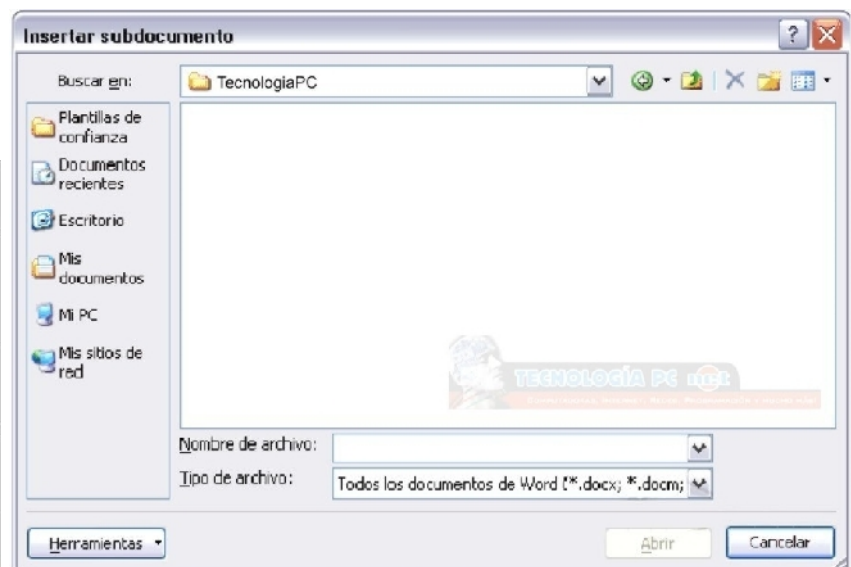 Insertar subdocumento
Buscar en:
TecnologiaPC
Plantillas de
confianza
Documentos
recientes
Escritorio
Mis
documentos
Mi PC
Mis sitios de
red
TECNOLOGÍA PC .net
Nombre de archivo:
Tipo de archivo:
Todos los documentos de Word (*.docx; *.docm;
Herramientas
Abrir
Cancelar